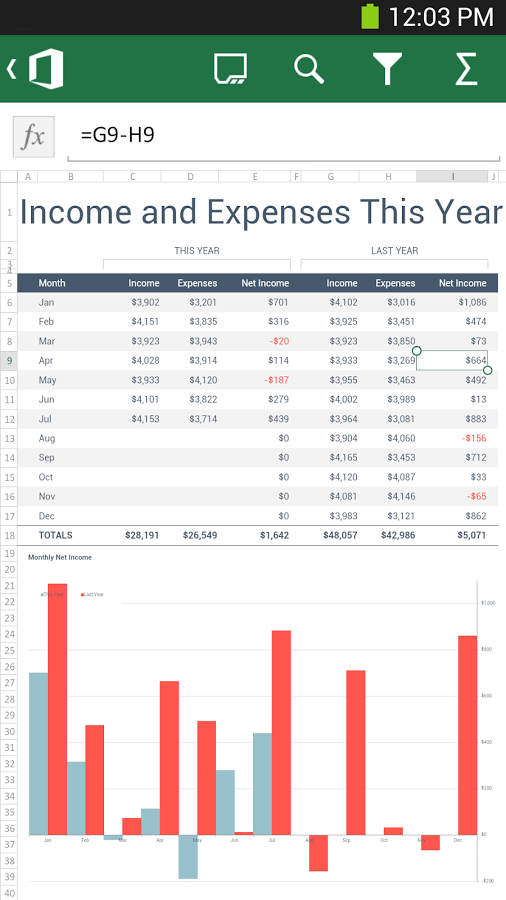 12:03 PM
fx =G9-H9
A B C D E F G H I J
1 Income and Expenses This Year
2 THIS YEAR LAST YEAR
3
4
5 Month Income Expenses Net Income Income Expenses Net Income
6 Jan $3,902 $3,201 $701 $4,102 $3,016 $1,086
7 Feb $4,151 $3,835 $316 $3,925 $3,451 $474
8 Mar $3,923 $3,943 -$20 $3,923 $3,850 $73
9 Apr $4,028 $3,914 $114 $3,933 $3,269 $664
10 May $3,933 $4,120 -$187 $3,955 $3,463 $492
11 Jun $4,101 $3,822 $279 $4,002 $3,989 $13
12 Jul $4,153 $3,714 $439 $3,964 $3,081 $883
13 Aug $0 $3,904 $4,060 -$156
14 Sep $0 $4,165 $3,453 $712
15 Oct $0 $4,120 $4,087 $33
16 Nov $0 $4,081 $4,146 -$65
17 Dec $0 $3,983 $3,121 $862
18 TOTALS $28,191 $26,549 $1,642 $48,057 $42,986 $5,071
19 Monthly Net Income
20
21
22 This Year Last Year $1,000
23
24
25 $800
26
27
28 $600
29
30
31 $400
32
33
34 $200
35
36
37 Jan Feb Mar Apr May Jun Jul Aug Sep Oct Nov Dec $0
38
39 -$200
40